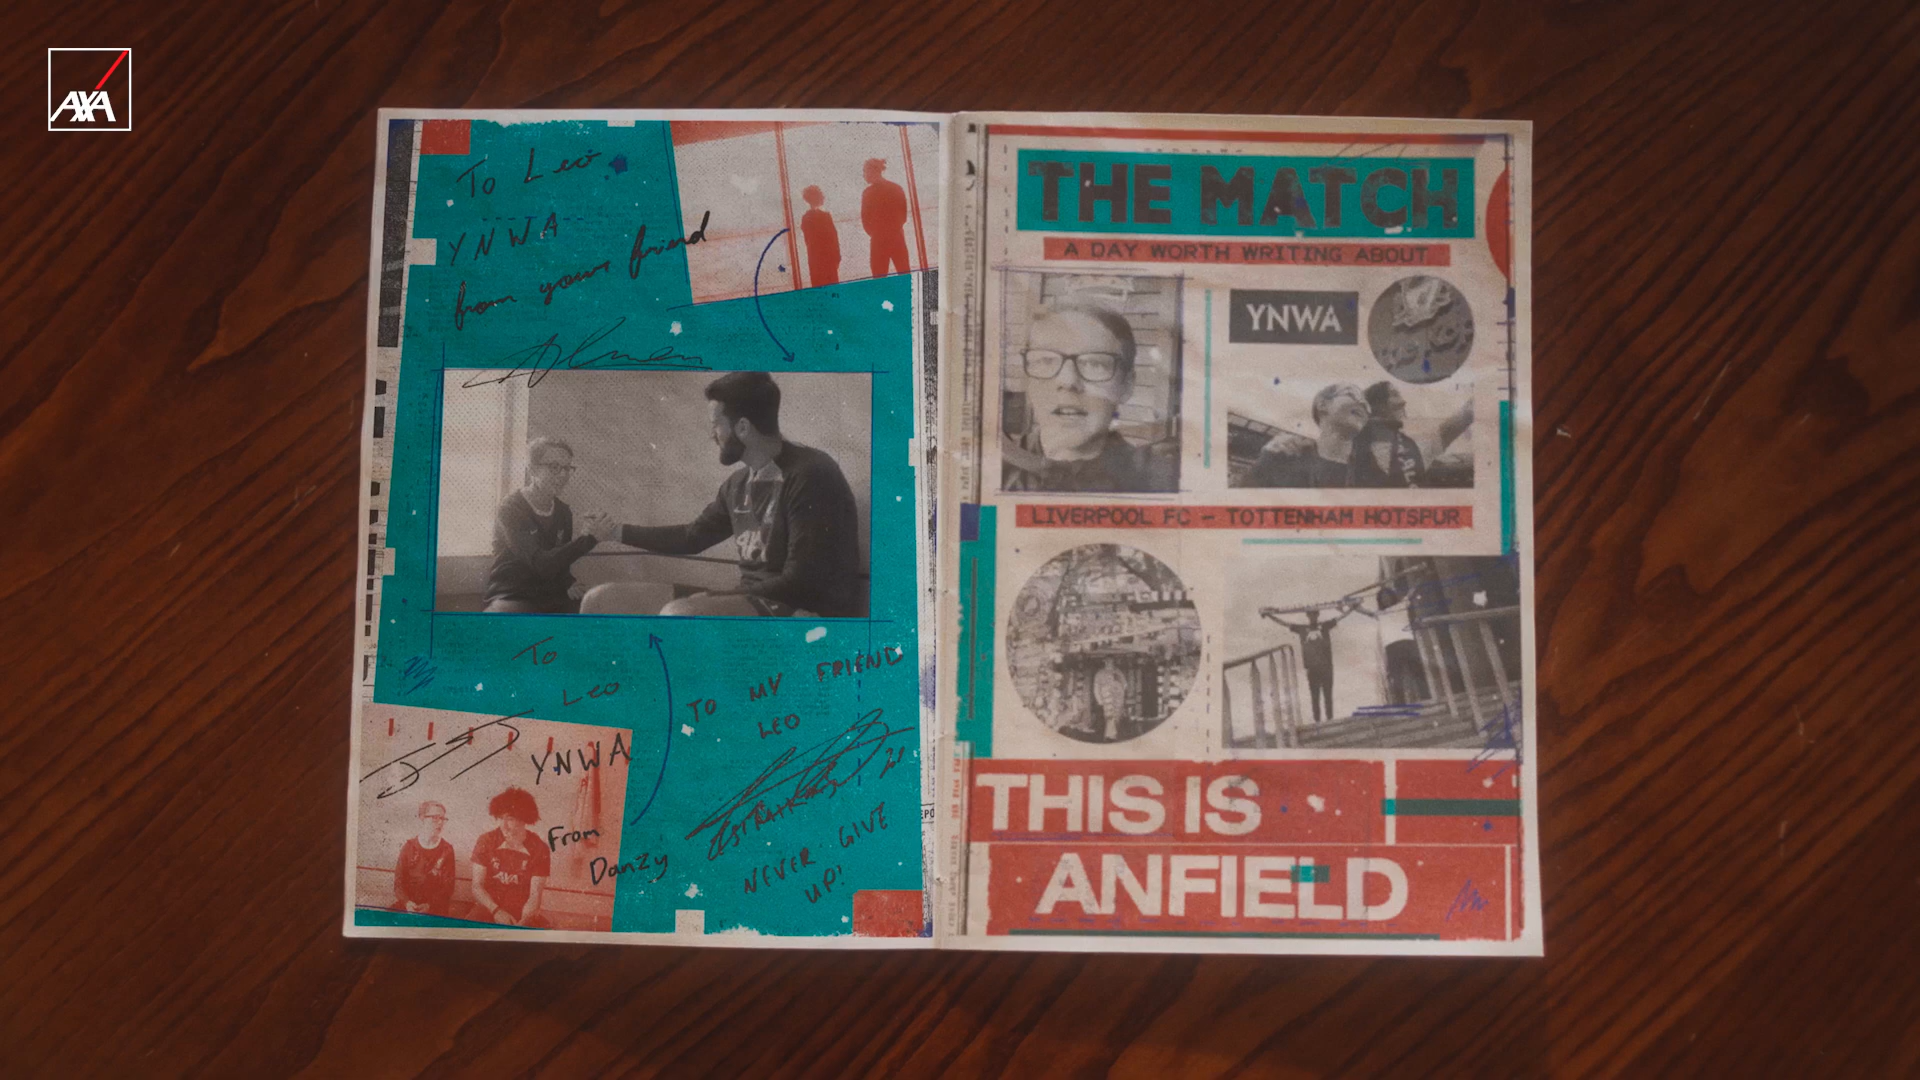 AXA
To Leo
YNWA
from your friend
To
Leo
YNWA
From
Danzy
TO MY FRIEND
LEO
NEVER GIVE
UP!
THE MATCH
A DAY WORTH WRITING ABOUT
YNWA
LIVERPOOL FC - TOTTENHAM HOTSPUR
THIS IS
ANFIELD